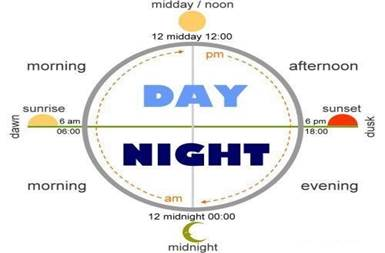 midday / noon
12 midday 12:00
pm
morning
afternoon
DAY
sunrise
sunset
dawn
6 am
06:00
6 pm
18:00
dusk
NIGHT
morning
evening
am
12 midnight 00:00
midnight